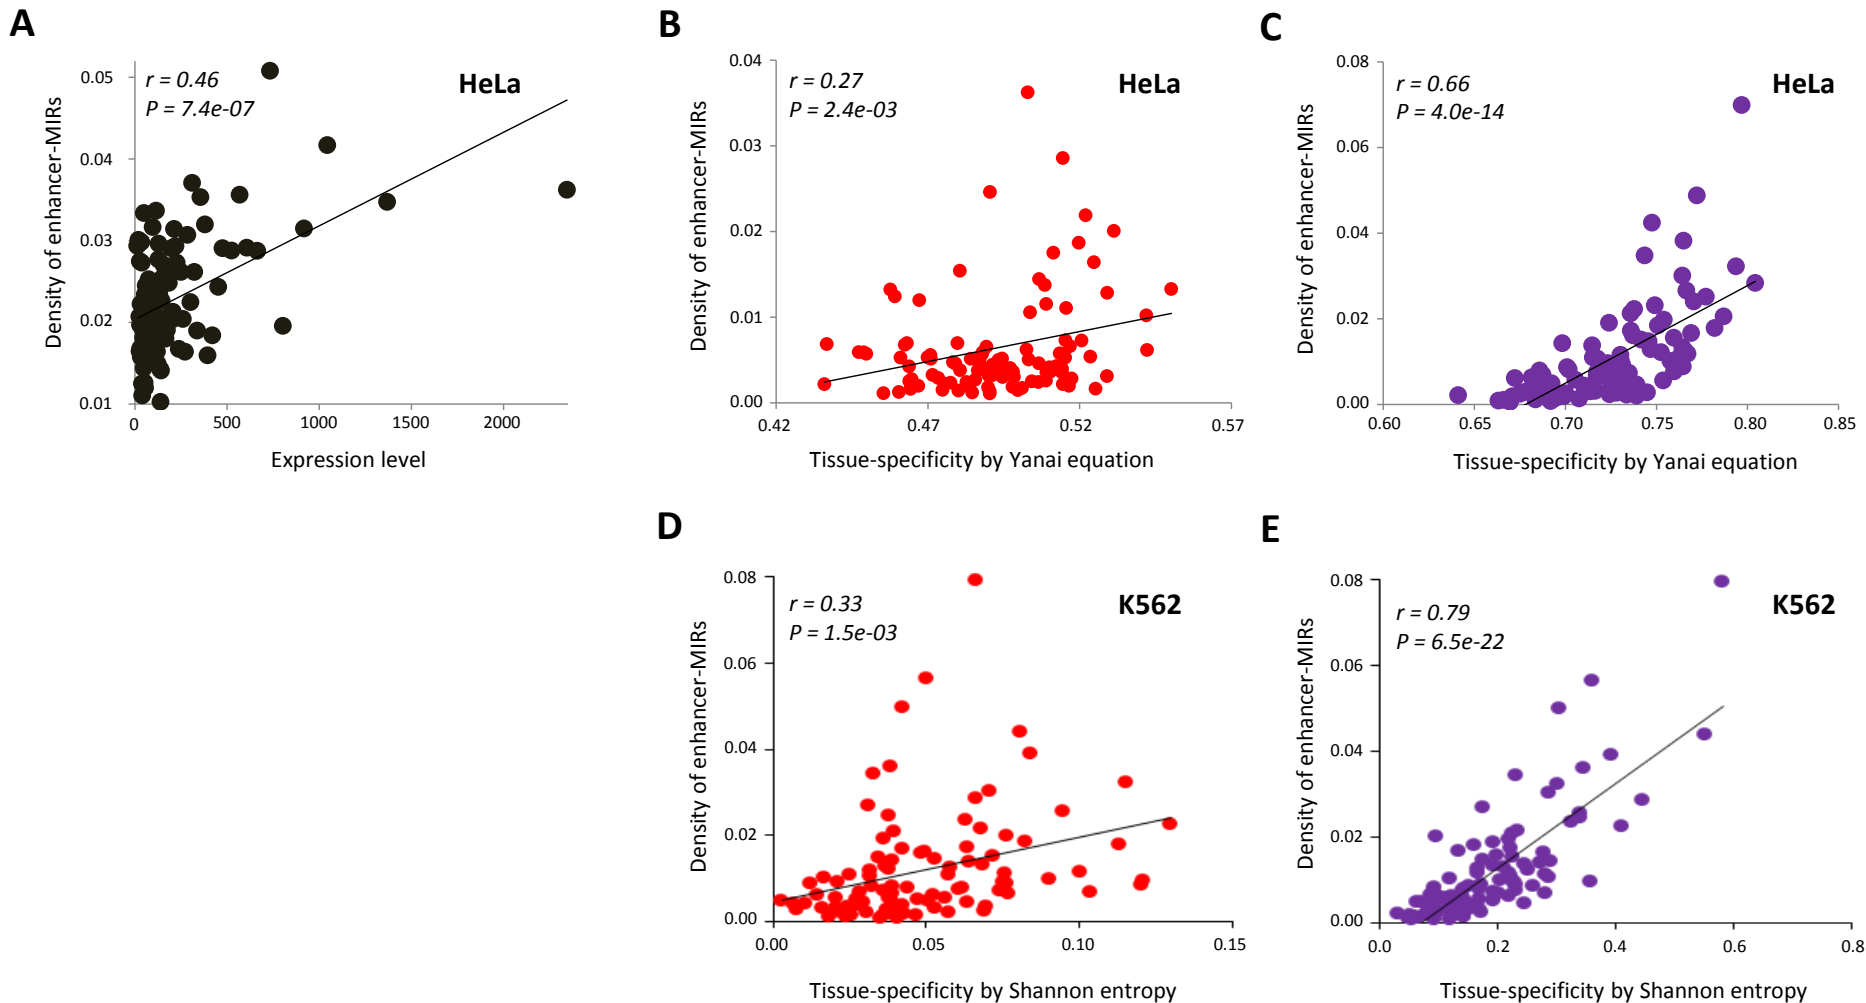 A
r = 0.46
P = 7.4e-07
HeLa
Density of enhancer-MIRs
0.05
0.04
0.03
0.02
0.01
0
500
1000
1500
2000
Expression level
B
r = 0.27
P = 2.4e-03
HeLa
Density of enhancer-MIRs
0.04
0.03
0.02
0.01
0.00
0.42
0.47
0.52
0.57
Tissue-specificity by Yanai equation
C
r = 0.66
P = 4.0e-14
HeLa
Density of enhancer-MIRs
0.08
0.06
0.04
0.02
0.00
0.60
0.65
0.70
0.75
0.80
0.85
Tissue-specificity by Yanai equation
D
r = 0.33
P = 1.5e-03
K562
Density of enhancer-MIRs
0.08
0.06
0.04
0.02
0.00
0.00
0.05
0.10
0.15
Tissue-specificity by Shannon entropy
E
r = 0.79
P = 6.5e-22
K562
Density of enhancer-MIRs
0.08
0.06
0.04
0.02
0.00
0.0
0.2
0.4
0.6
0.8
Tissue-specificity by Shannon entropy